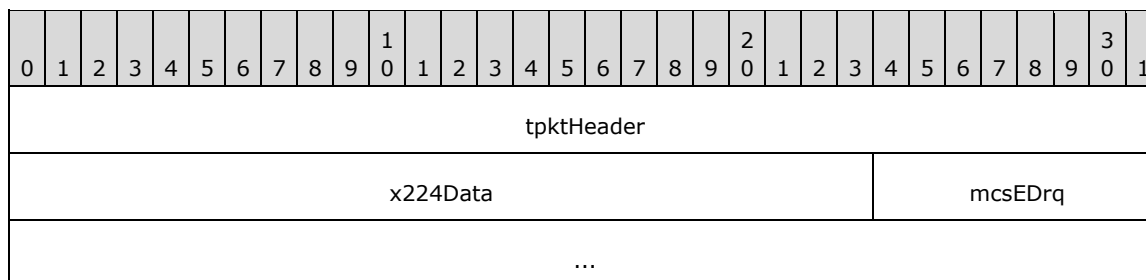 1 2 3
0 1 2 3 4 5 6 7 8 9 0 1 2 3 4 5 6 7 8 9 0 1 2 3 4 5 6 7 8 9 0 1
tpktHeader
x224Data mcsEDrq
...